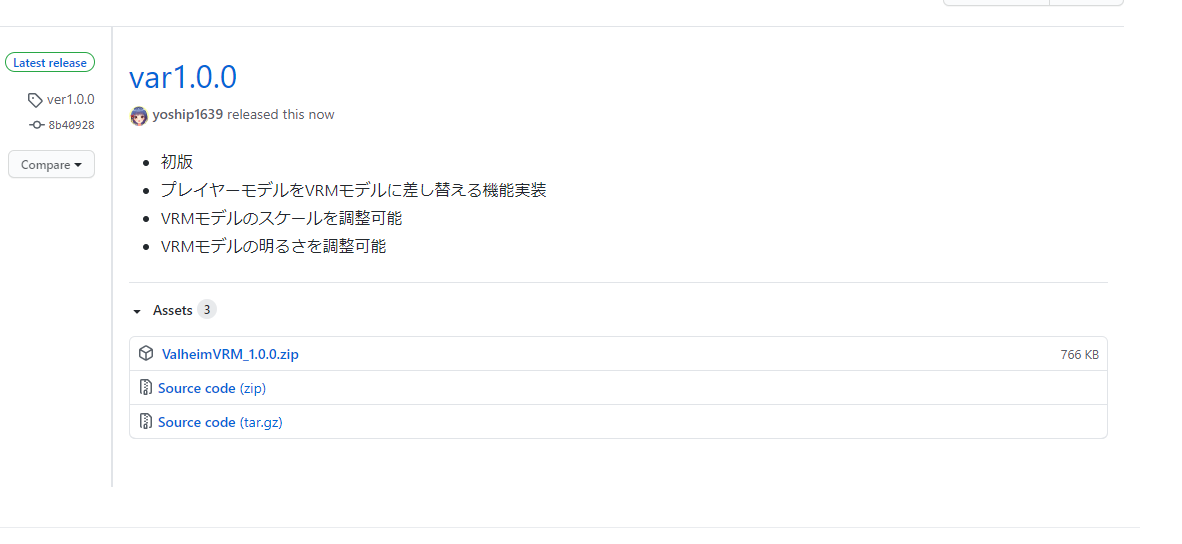 Latest release
ver1.0.0
8b40928
Compare
var1.0.0
yoship1639 released this now
初版
プレイヤーモデルをVRMモデルに差し替える機能実装
VRMモデルのスケールを調整可能
VRMモデルの明るさを調整可能
Assets 3
ValheimVRM_1.0.0.zip 766 KB
Source code (zip)
Source code (tar.gz)